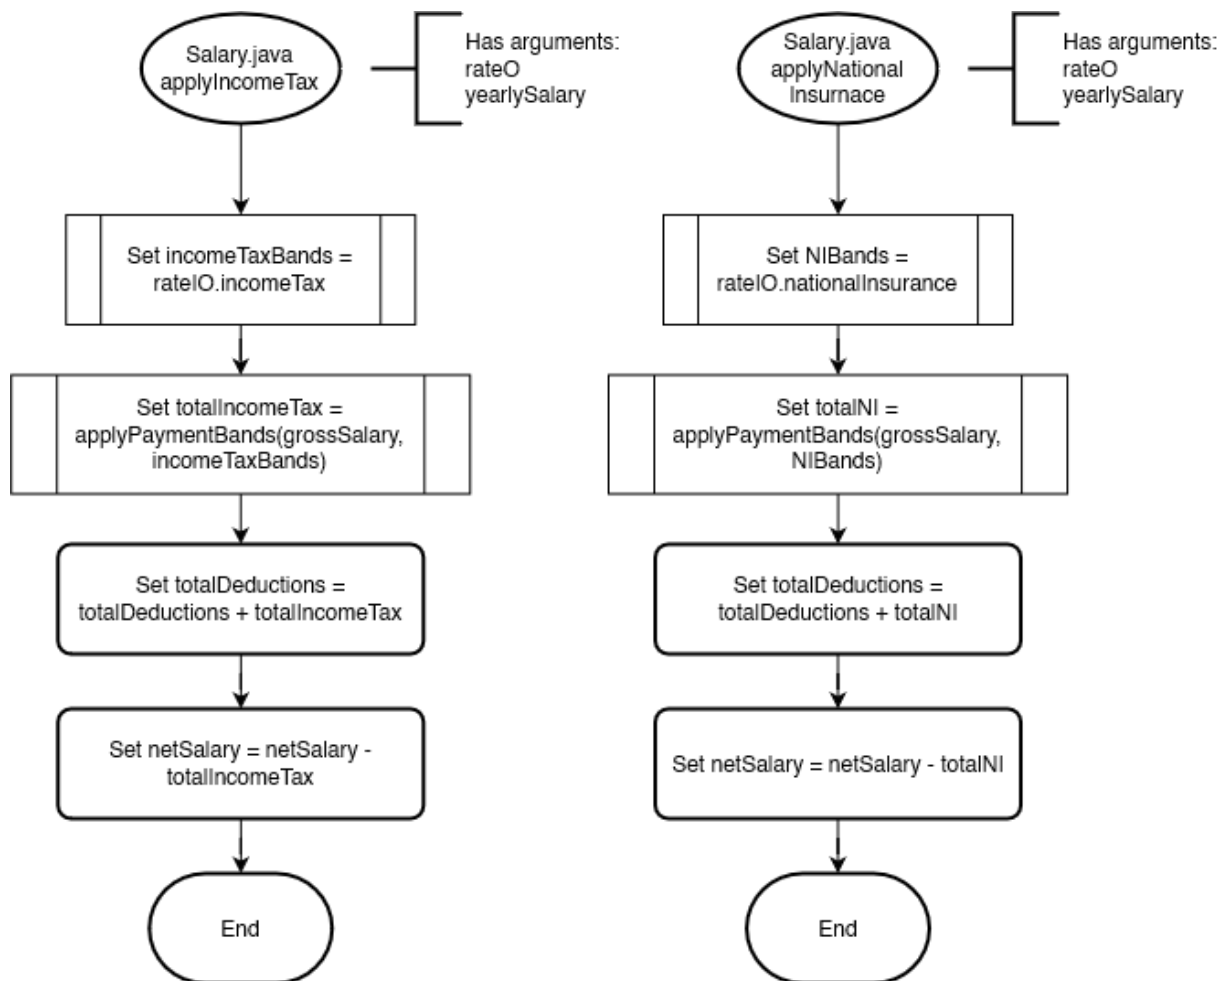 Salary.java
applyIncomeTax
Has arguments:
rateO
yearlySalary
Set incomeTaxBands =
rateIO.incomeTax
Set totalIncomeTax =
applyPaymentBands(grossSalary,
incomeTaxBands)
Set totalDeductions =
totalDeductions + totalIncomeTax
Set netSalary = netSalary -
totalIncomeTax
End
Salary.java
applyNational
Insurnace
Has arguments:
rateO
yearlySalary
Set NIBands =
rateIO.nationalInsurance
Set totalNI =
applyPaymentBands(grossSalary,
NIBands)
Set totalDeductions =
totalDeductions + totalNI
Set netSalary = netSalary - totalNI
End